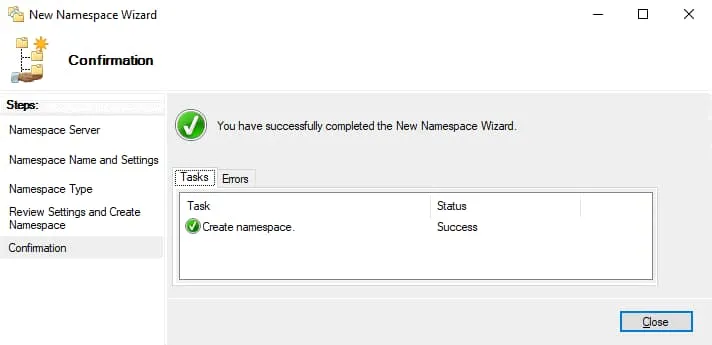 New Namespace Wizard
Confirmation
Steps:
Namespace Server
Namespace Name and Settings
Namespace Type
Review Settings and Create
Namespace
Confirmation
You have successfully completed the New Namespace Wizard.
Tasks Errors
Task Status
Create namespace. Success
Close